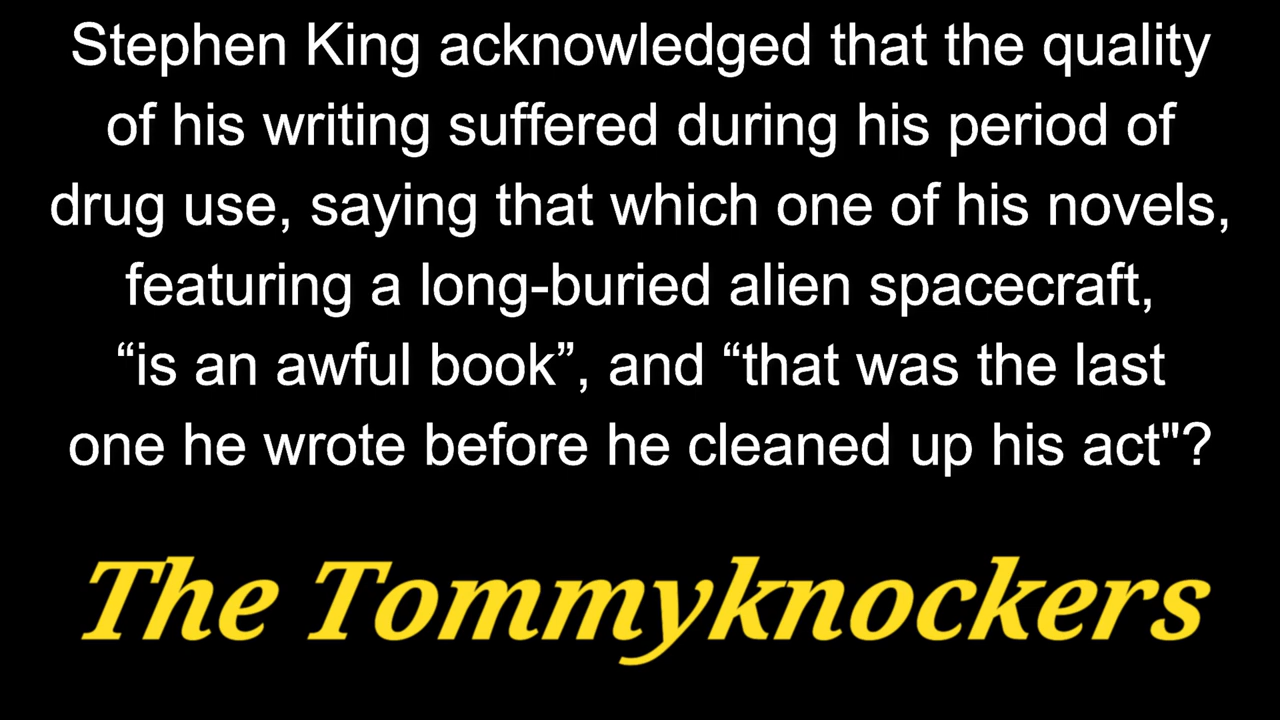 Stephen King acknowledged that the quality
of his writing suffered during his period of
drug use, saying that which one of his novels,
featuring a long-buried alien spacecraft,
“is an awful book”, and “that was the last
one he wrote before he cleaned up his act"?
The Tommyknockers